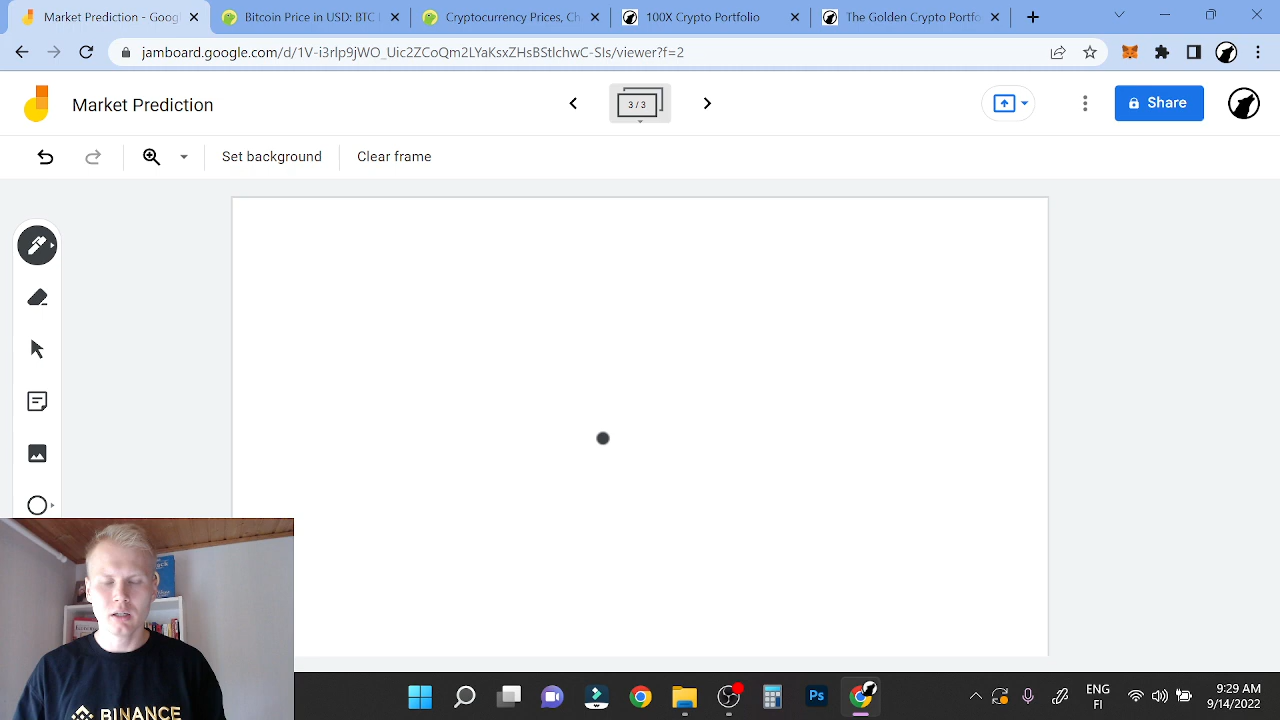 Market Prediction - Goog
Bitcoin Price in USD: BTC
Cryptocurrency Prices, Ch
100X Crypto Portfolio
The Golden Crypto Portfo
jamboard.google.com/d/1V-i3rlp9jWO_Uic2ZCoQm2LYaKsxZHsBStlchwC-SIs/viewer?f=2
Market Prediction
3 / 3
Share
Set background
Clear frame
BINANCE
Ps
ENG
FI
9:29 AM
9/14/2022